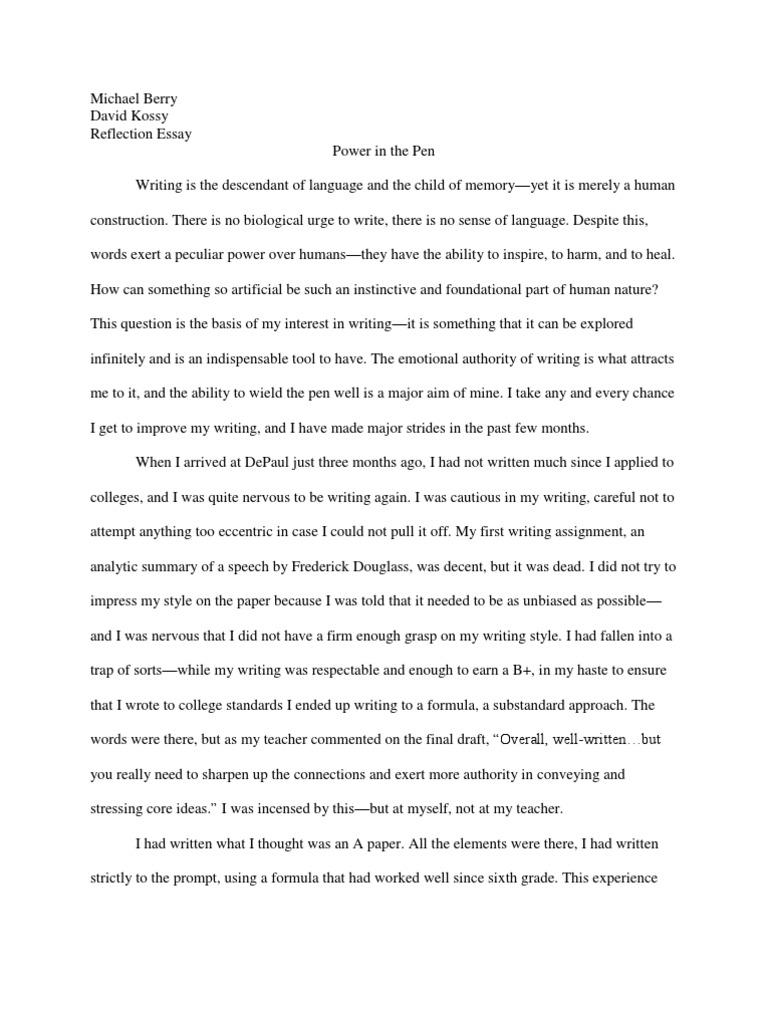 Michael Berry
David Kossy
Reflection Essay
Power in the Pen
Writing is the descendant of language and the child of memory—yet it is merely a human
construction. There is no biological urge to write, there is no sense of language. Despite this,
words exert a peculiar power over humans—they have the ability to inspire, to harm, and to heal.
How can something so artificial be such an instinctive and foundational part of human nature?
This question is the basis of my interest in writing—it is something that it can be explored
infinitely and is an indispensable tool to have. The emotional authority of writing is what attracts
me to it, and the ability to wield the pen well is a major aim of mine. I take any and every chance
I get to improve my writing, and I have made major strides in the past few months.
When I arrived at DePaul just three months ago, I had not written much since I applied to
colleges, and I was quite nervous to be writing again. I was cautious in my writing, careful not to
attempt anything too eccentric in case I could not pull it off. My first writing assignment, an
analytic summary of a speech by Frederick Douglass, was decent, but it was dead. I did not try to
impress my style on the paper because I was told that it needed to be as unbiased as possible—
and I was nervous that I did not have a firm enough grasp on my writing style. I had fallen into a
trap of sorts—while my writing was respectable and enough to earn a B+, in my haste to ensure
that I wrote to college standards I ended up writing to a formula, a substandard approach. The
words were there, but as my teacher commented on the final draft, “Overall, well-written…but
you really need to sharpen up the connections and exert more authority in conveying and
stressing core ideas.” I was incensed by this—but at myself, not at my teacher.
I had written what I thought was an A paper. All the elements were there, I had written
strictly to the prompt, using a formula that had worked well since sixth grade. This experience